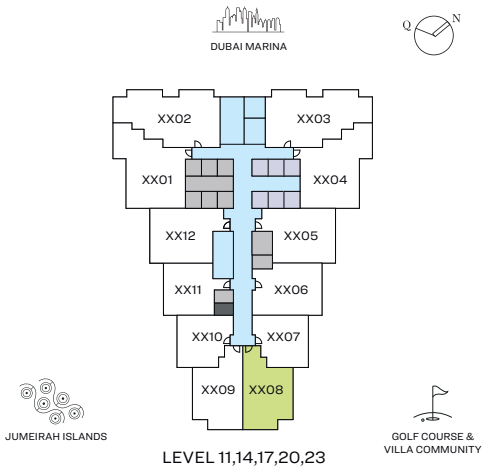 DUBAI MARINA
Q N
XX02 XX03
XX01 XX04
XX12 XX05
XX11 XX06
XX10 XX07
XX09 XX08
JUMEIRAH ISLANDS
GOLF COURSE &
VILLA COMMUNITY
LEVEL 11,14,17,20,23